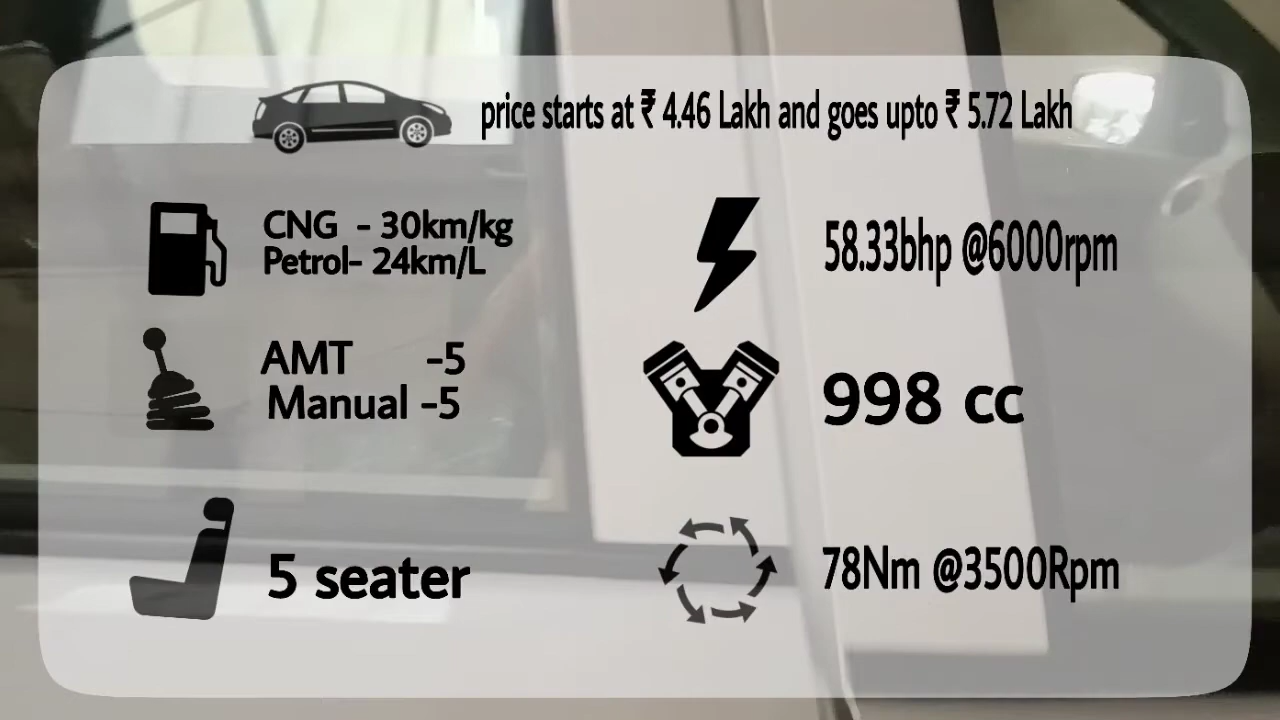 price starts at ₹ 4.46 Lakh and goes upto ₹ 5.72 Lakh
CNG - 30km/kg
Petrol- 24km/L
58.33bhp @6000rpm
AMT -5
Manual -5
998 cc
5 seater
78Nm @3500Rpm